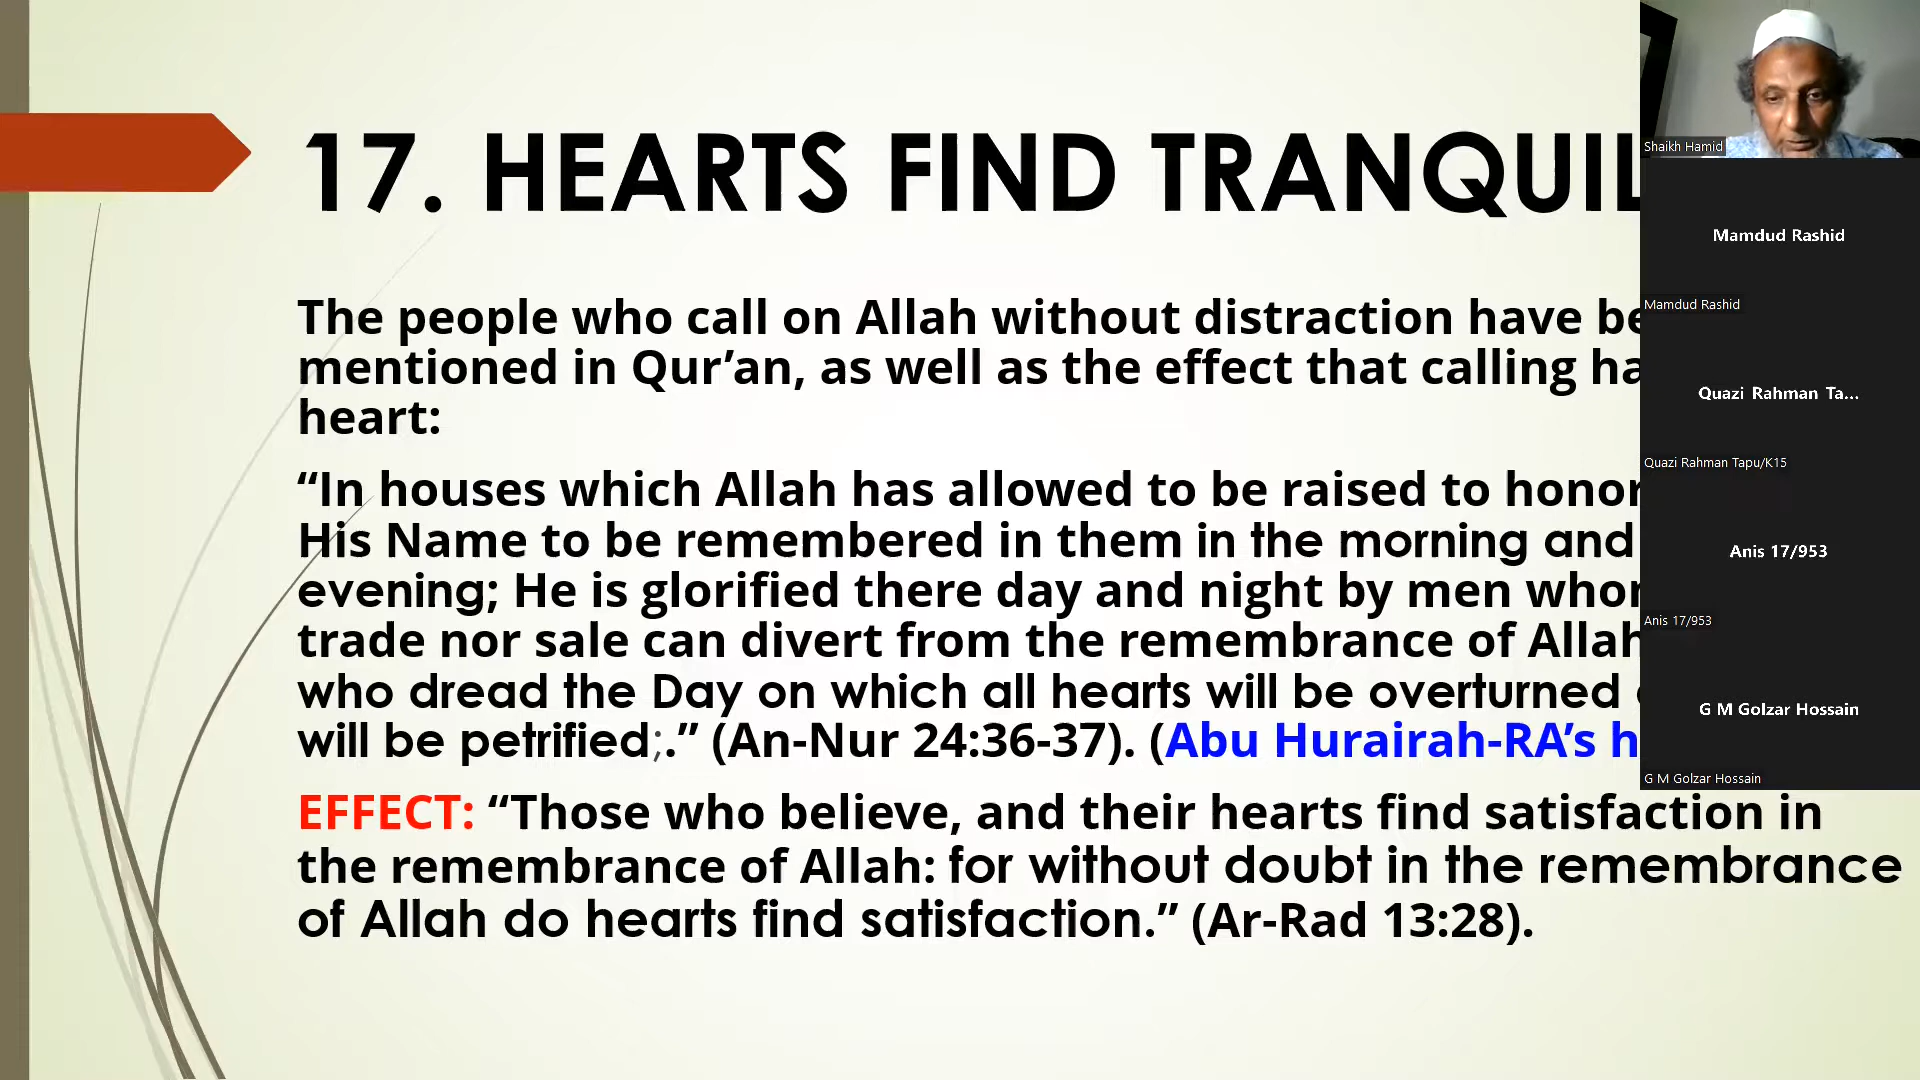 17. HEARTS FIND
The people who call on Allah without distraction have
mentioned in Qur’an, as well as the effect that calling
heart:
“In houses which Allah has allowed to be raised to
His Name to be remembered in them in the morning and
evening; He is glorified there day and night by men
trade nor sale can divert from the remembrance of Allah
who dread the Day on which all hearts will be overturned
will be petrified;.” (An-Nur 24:36-37). (Abu Hurairah-RA’s
EFFECT: “Those who believe, and their hearts find satisfaction in
the remembrance of Allah: for without doubt in the remembrance
of Allah do hearts find satisfaction.” (Ar-Rad 13:28).
Shaikh Hamid
Mamdud Rashid
Mamdud Rashid
Quazi Rahman Ta...
Quazi Rahman Tapu/K15
Anis 17/953
Anis 17/953
G M Golzar Hossain
G M Golzar Hossain